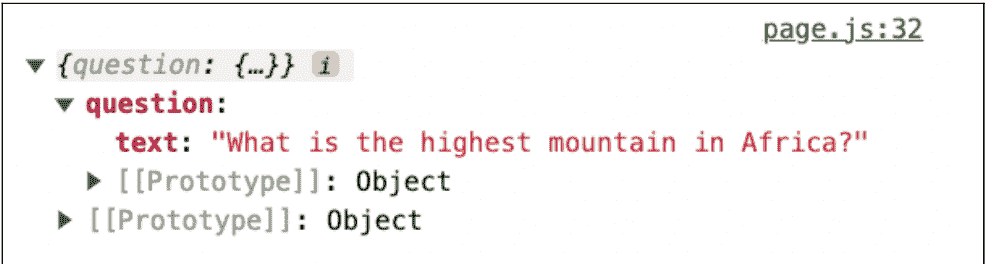 page.js:32
▼ {question: {…}} i
▼ question:
text: "What is the highest mountain in Africa?"
▶ [[Prototype]]: Object
▶ [[Prototype]]: Object